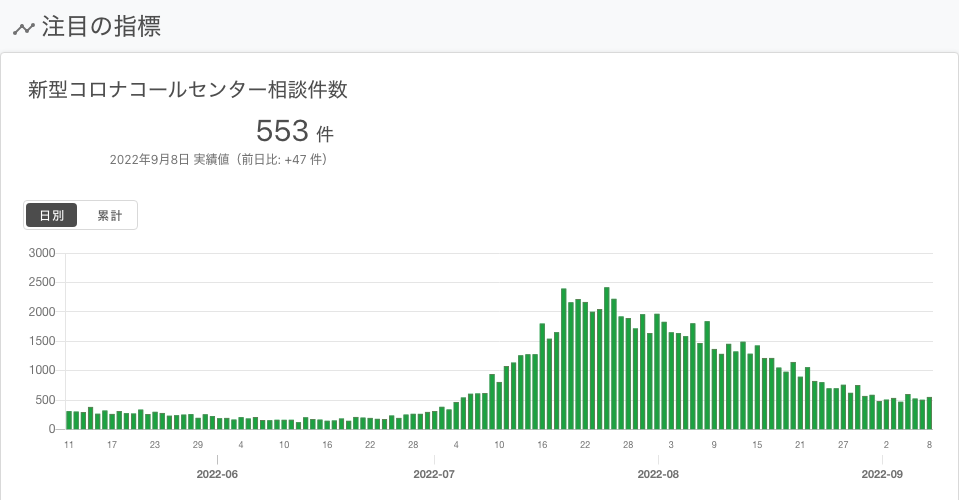 注目の指標
新型コロナコールセンター相談件数
553 件
2022年9月8日 実績値（前日比: +47 件）
日別 累計
3000
2500
2000
1500
1000
500
0
11 17 23 29 4 10 16 22 28 4 10 16 22 28 3 9 15 21 27 2 8
2022-06 2022-07 2022-08 2022-09